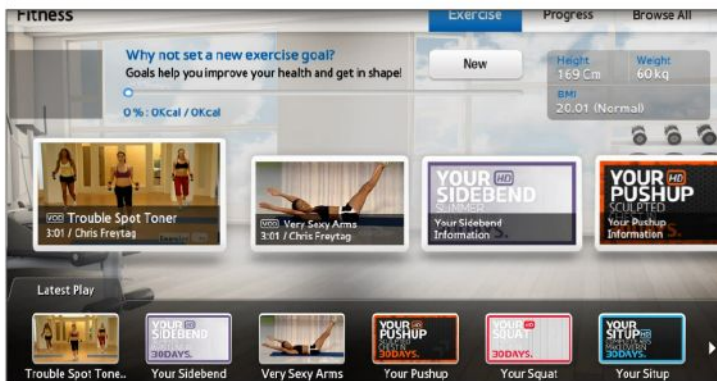 Fitness
Exercise
Progress
Browse All
Why not set a new exercise goal?
Goals help you improve your health and get in shape!
New
Height
169 Cm
Weight
60 kg
0 % : 0Kcal / 0Kcal
BMI
20.01 (Normal)
VOD Trouble Spot Toner
3:01 / Chris Freytag
VOD Very Sexy Arms
3:01 / Chris Freytag
YOUR HD
SIDEBEND
SLIMMER
Your Sidebend
Information
YOUR HD
PUSHUP
SCULPTED
Your Pushup
Information
Latest Play
YOUR HD
SIDEBEND
30DAYS.
YOUR HD
PUSHUP
30DAYS.
YOUR HD
SQUAT
30DAYS.
YOUR
SITUP HD
30DAYS.
Trouble Spot Tone..
Your Sidebend
Very Sexy Arms
Your Pushup
Your Squat
Your Situp